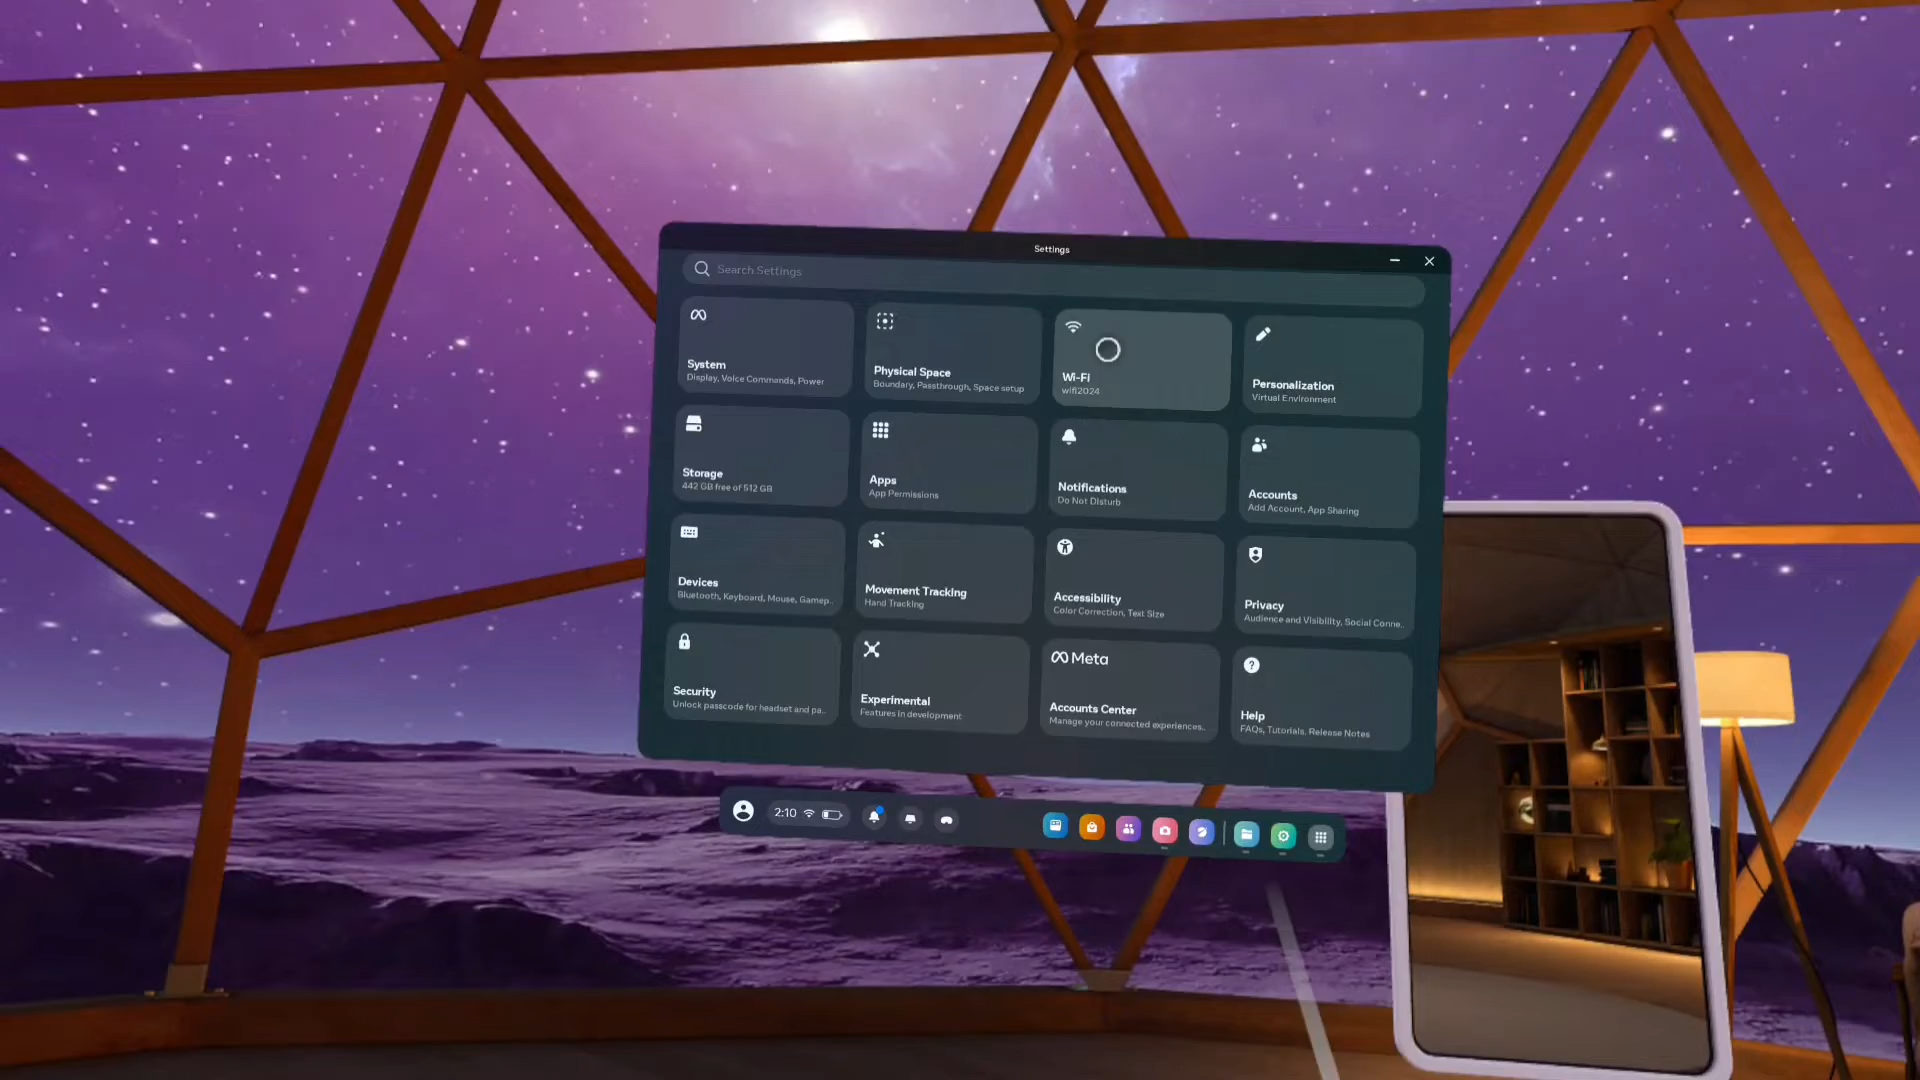 Settings
Search Settings
System
Display, Voice Commands, Power
Physical Space
Boundary, Passthrough, Space setup
Wi-Fi
wifi2024
Personalization
Virtual Environment
Storage
442 GB free of 512 GB
Apps
App Permissions
Notifications
Do Not Disturb
Accounts
Add Account, App Sharing
Devices
Bluetooth, Keyboard, Mouse, Gamep..
Movement Tracking
Hand Tracking
Accessibility
Color Correction, Text Size
Privacy
Audience and Visibility, Social Conne..
Security
Unlock passcode for headset and pa..
Experimental
Features in development
Meta
Accounts Center
Manage your connected experiences..
Help
FAQs, Tutorials, Release Notes
2:10